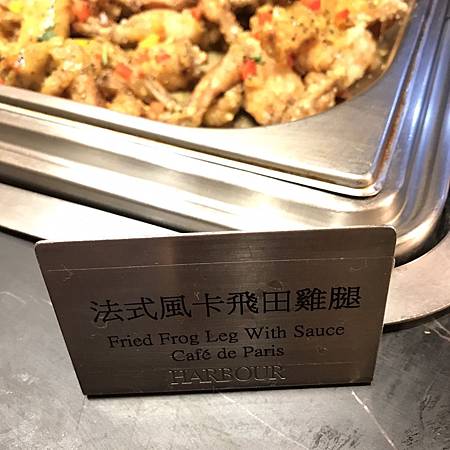 法式風卡飛田雞腿
Fried Frog Leg With Sauce
Café de Paris
HARBOUR